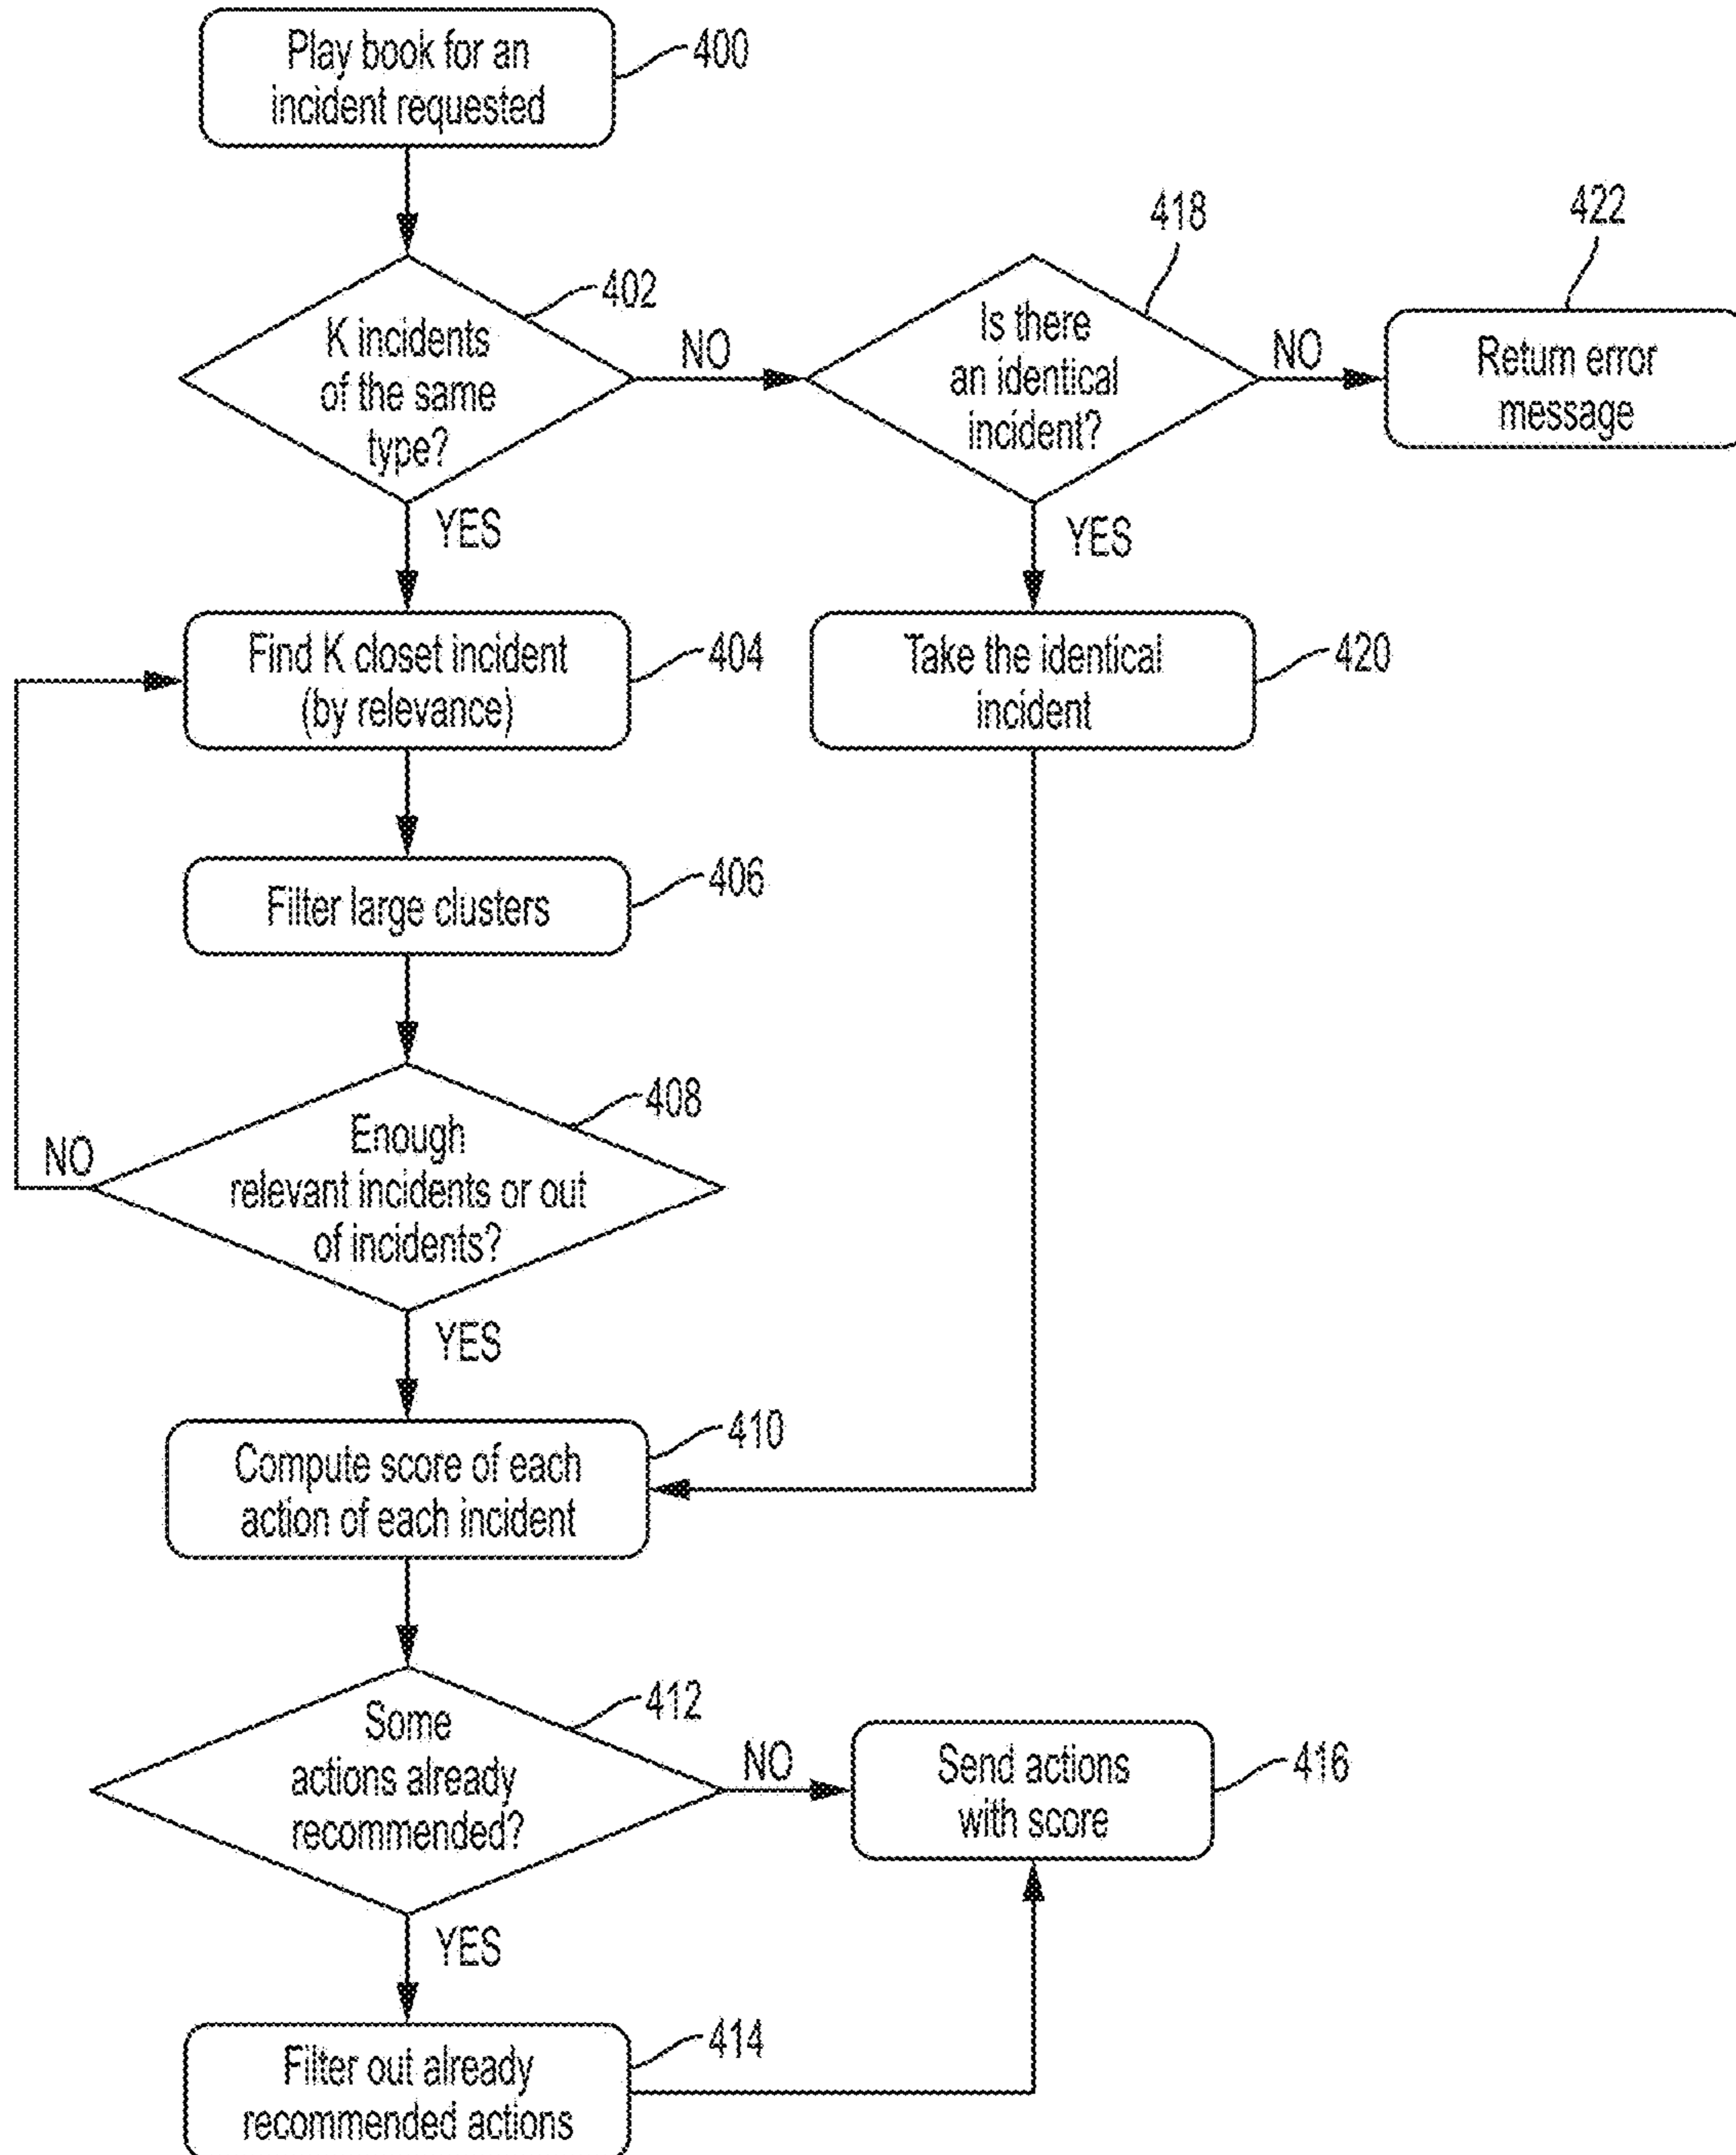 Play book for an
incident requested
400
402
K incidents
of the same
type?
NO
YES
418
Is there
an identical
incident?
NO
YES
422
Return error
message
Find K closet incident
(by relevance)
404
Take the identical
incident
420
Filter large clusters
406
408
Enough
relevant incidents or out
of incidents?
NO
YES
Compute score of each
action of each incident
410
412
Some
actions already
recommended?
NO
YES
Send actions
with score
416
Filter out already
recommended actions
414